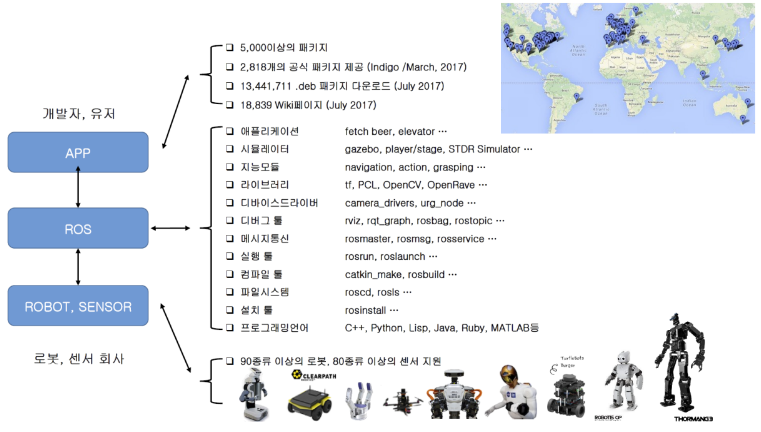 5,000이상의 패키지
2,818개의 공식 패키지 제공 (Indigo /March, 2017)
13,441,711 .deb 패키지 다운로드 (July 2017)
18,839 Wiki페이지 (July 2017)
개발자, 유저
APP
ROS
ROBOT, SENSOR
로봇, 센서 회사
애플리케이션 fetch beer, elevator …
시뮬레이터 gazebo, player/stage, STDR Simulator …
지능모듈 navigation, action, grasping …
라이브러리 tf, PCL, OpenCV, OpenRave …
디바이스드라이버 camera_drivers, urg_node …
디버그 툴 rviz, rqt_graph, rosbag, rostopic …
메시지통신 rosmaster, rosmsg, rosservice …
실행 툴 rosrun, roslaunch …
컴파일 툴 catkin_make, rosbuild …
파일시스템 roscd, rosls …
설치 툴 rosinstall …
프로그래밍언어 C++, Python, Lisp, Java, Ruby, MATLAB등
90종류 이상의 로봇, 80종류 이상의 센서 지원
CLEARPATH
TurtleBot3
Burger
ROBOTIS OP
THORMANG3